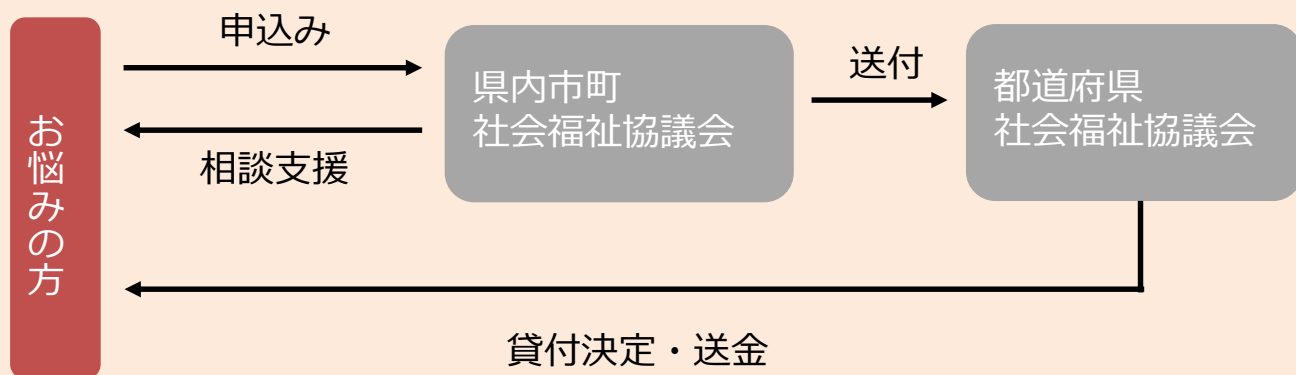 申込み
送付
県内市町
社会福祉協議会
都道府県
社会福祉協議会
お悩みの方
相談支援
貸付決定・送金